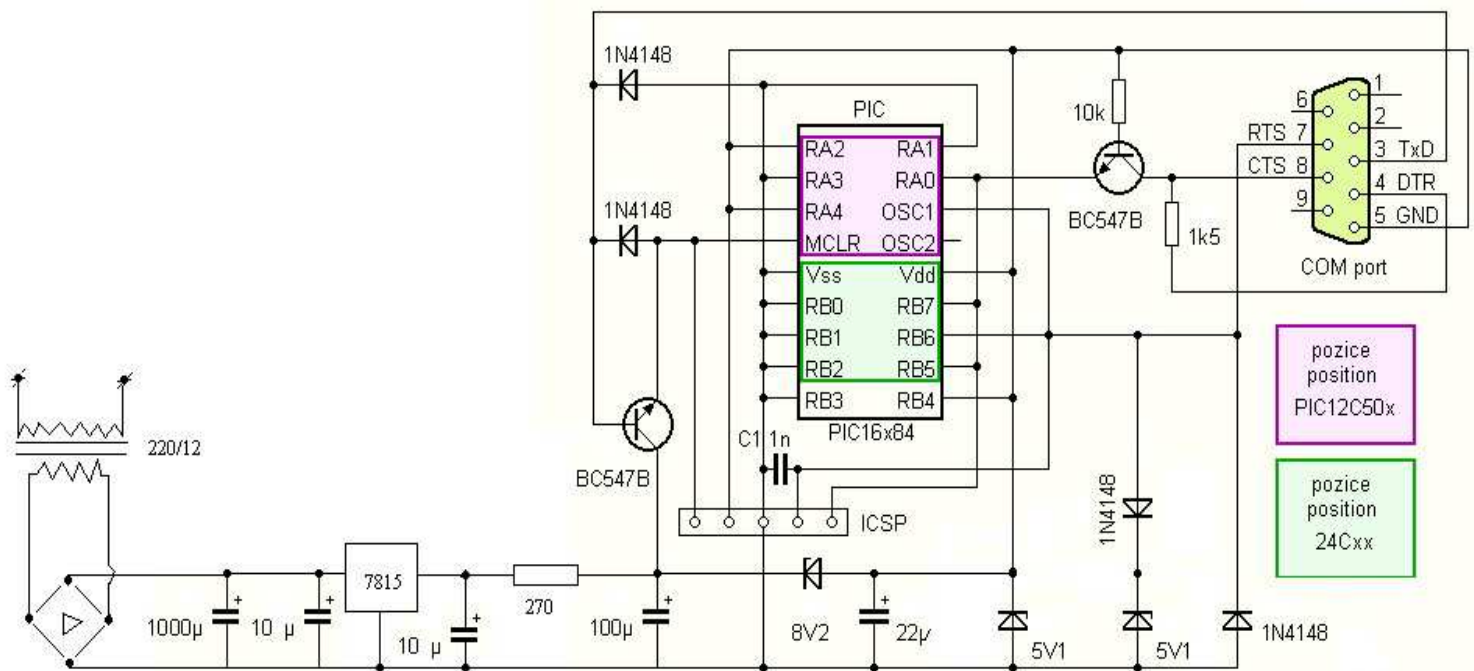 1N4148
PIC
10k
6
1
2
RTS 7
3 TxD
CTS 8
4 DTR
9
5 GND
RA2 RA1
RA3 RA0
RA4 OSC1
MCLR OSC2
BC547B
1k5
COM port
1N4148
Vss Vdd
RB0 RB7
RB1 RB6
RB2 RB5
RB3 RB4
PIC16x84
pozice
position
PIC12C50x
220/12
C1 1n
BC547B
ICSP
1N4148
pozice
position
24Cxx
7815
270
1000μ
10 μ
10 μ
100μ
8V2
22μ
5V1
5V1
1N4148